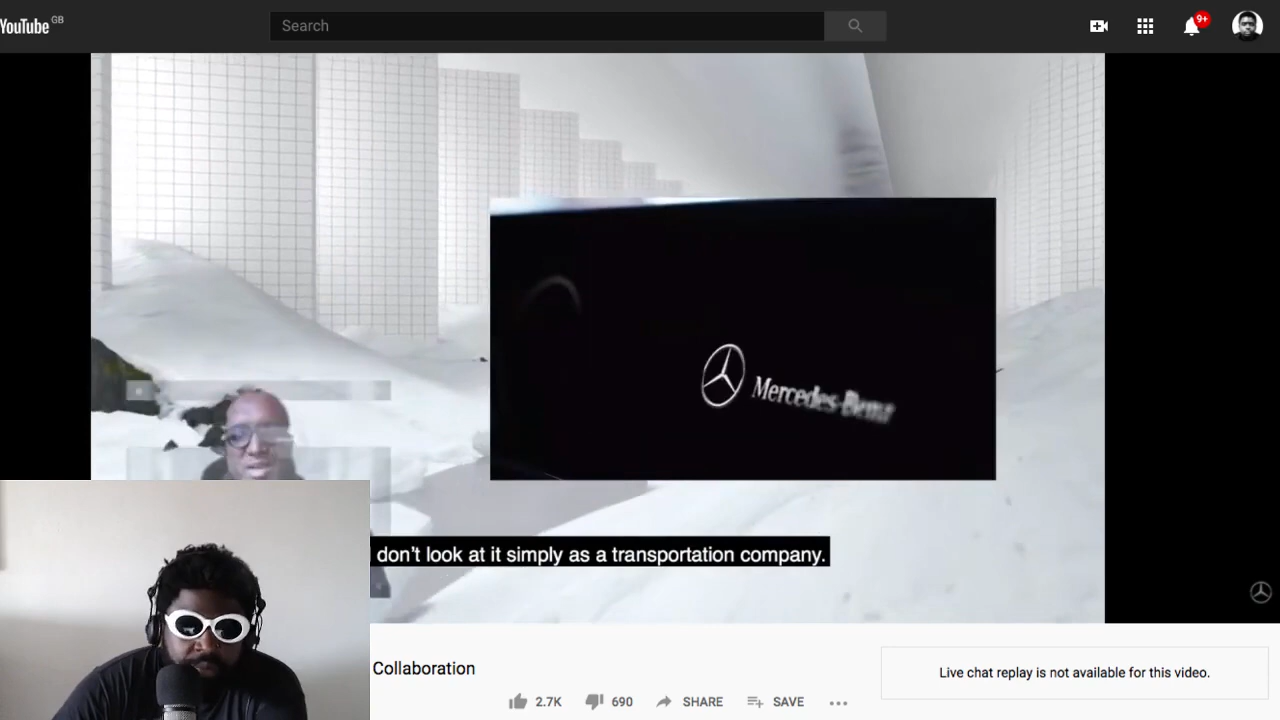 YouTube GB
Search
9+
Mercedes-Benz
don't look at it simply as a transportation company.
Collaboration
Live chat replay is not available for this video.
2.7K
690
SHARE
SAVE